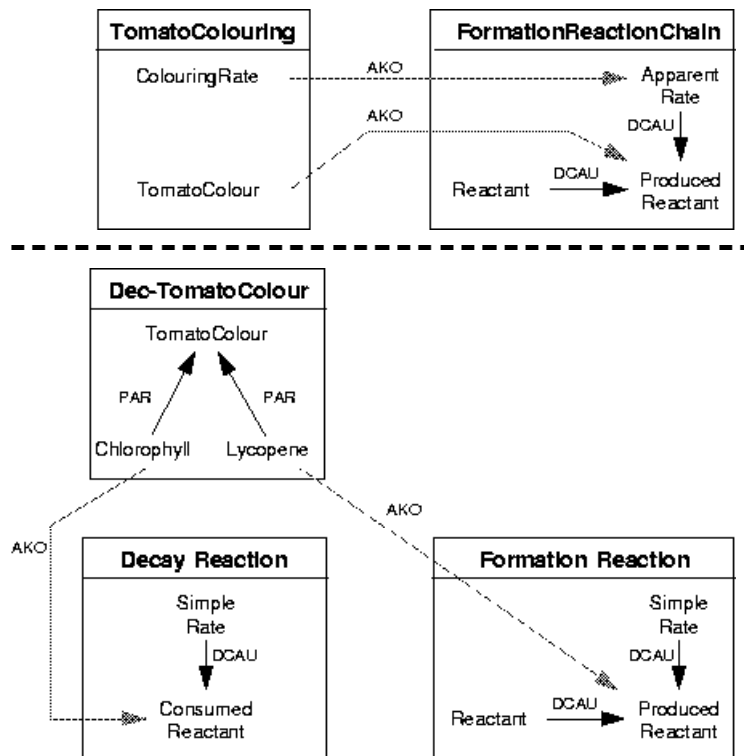 TomatoColouring
FormationReactionChain
ColouringRate
AKO
Apparent
Rate
AKO
DCAU
TomatoColour
Reactant
DCAU
Produced
Reactant
Dec-TomatoColour
TomatoColour
PAR
PAR
Chlorophyll
Lycopene
AKO
AKO
Decay Reaction
Formation Reaction
Simple
Rate
DCAU
Consumed
Reactant
Simple
Rate
DCAU
Reactant
DCAU
Produced
Reactant